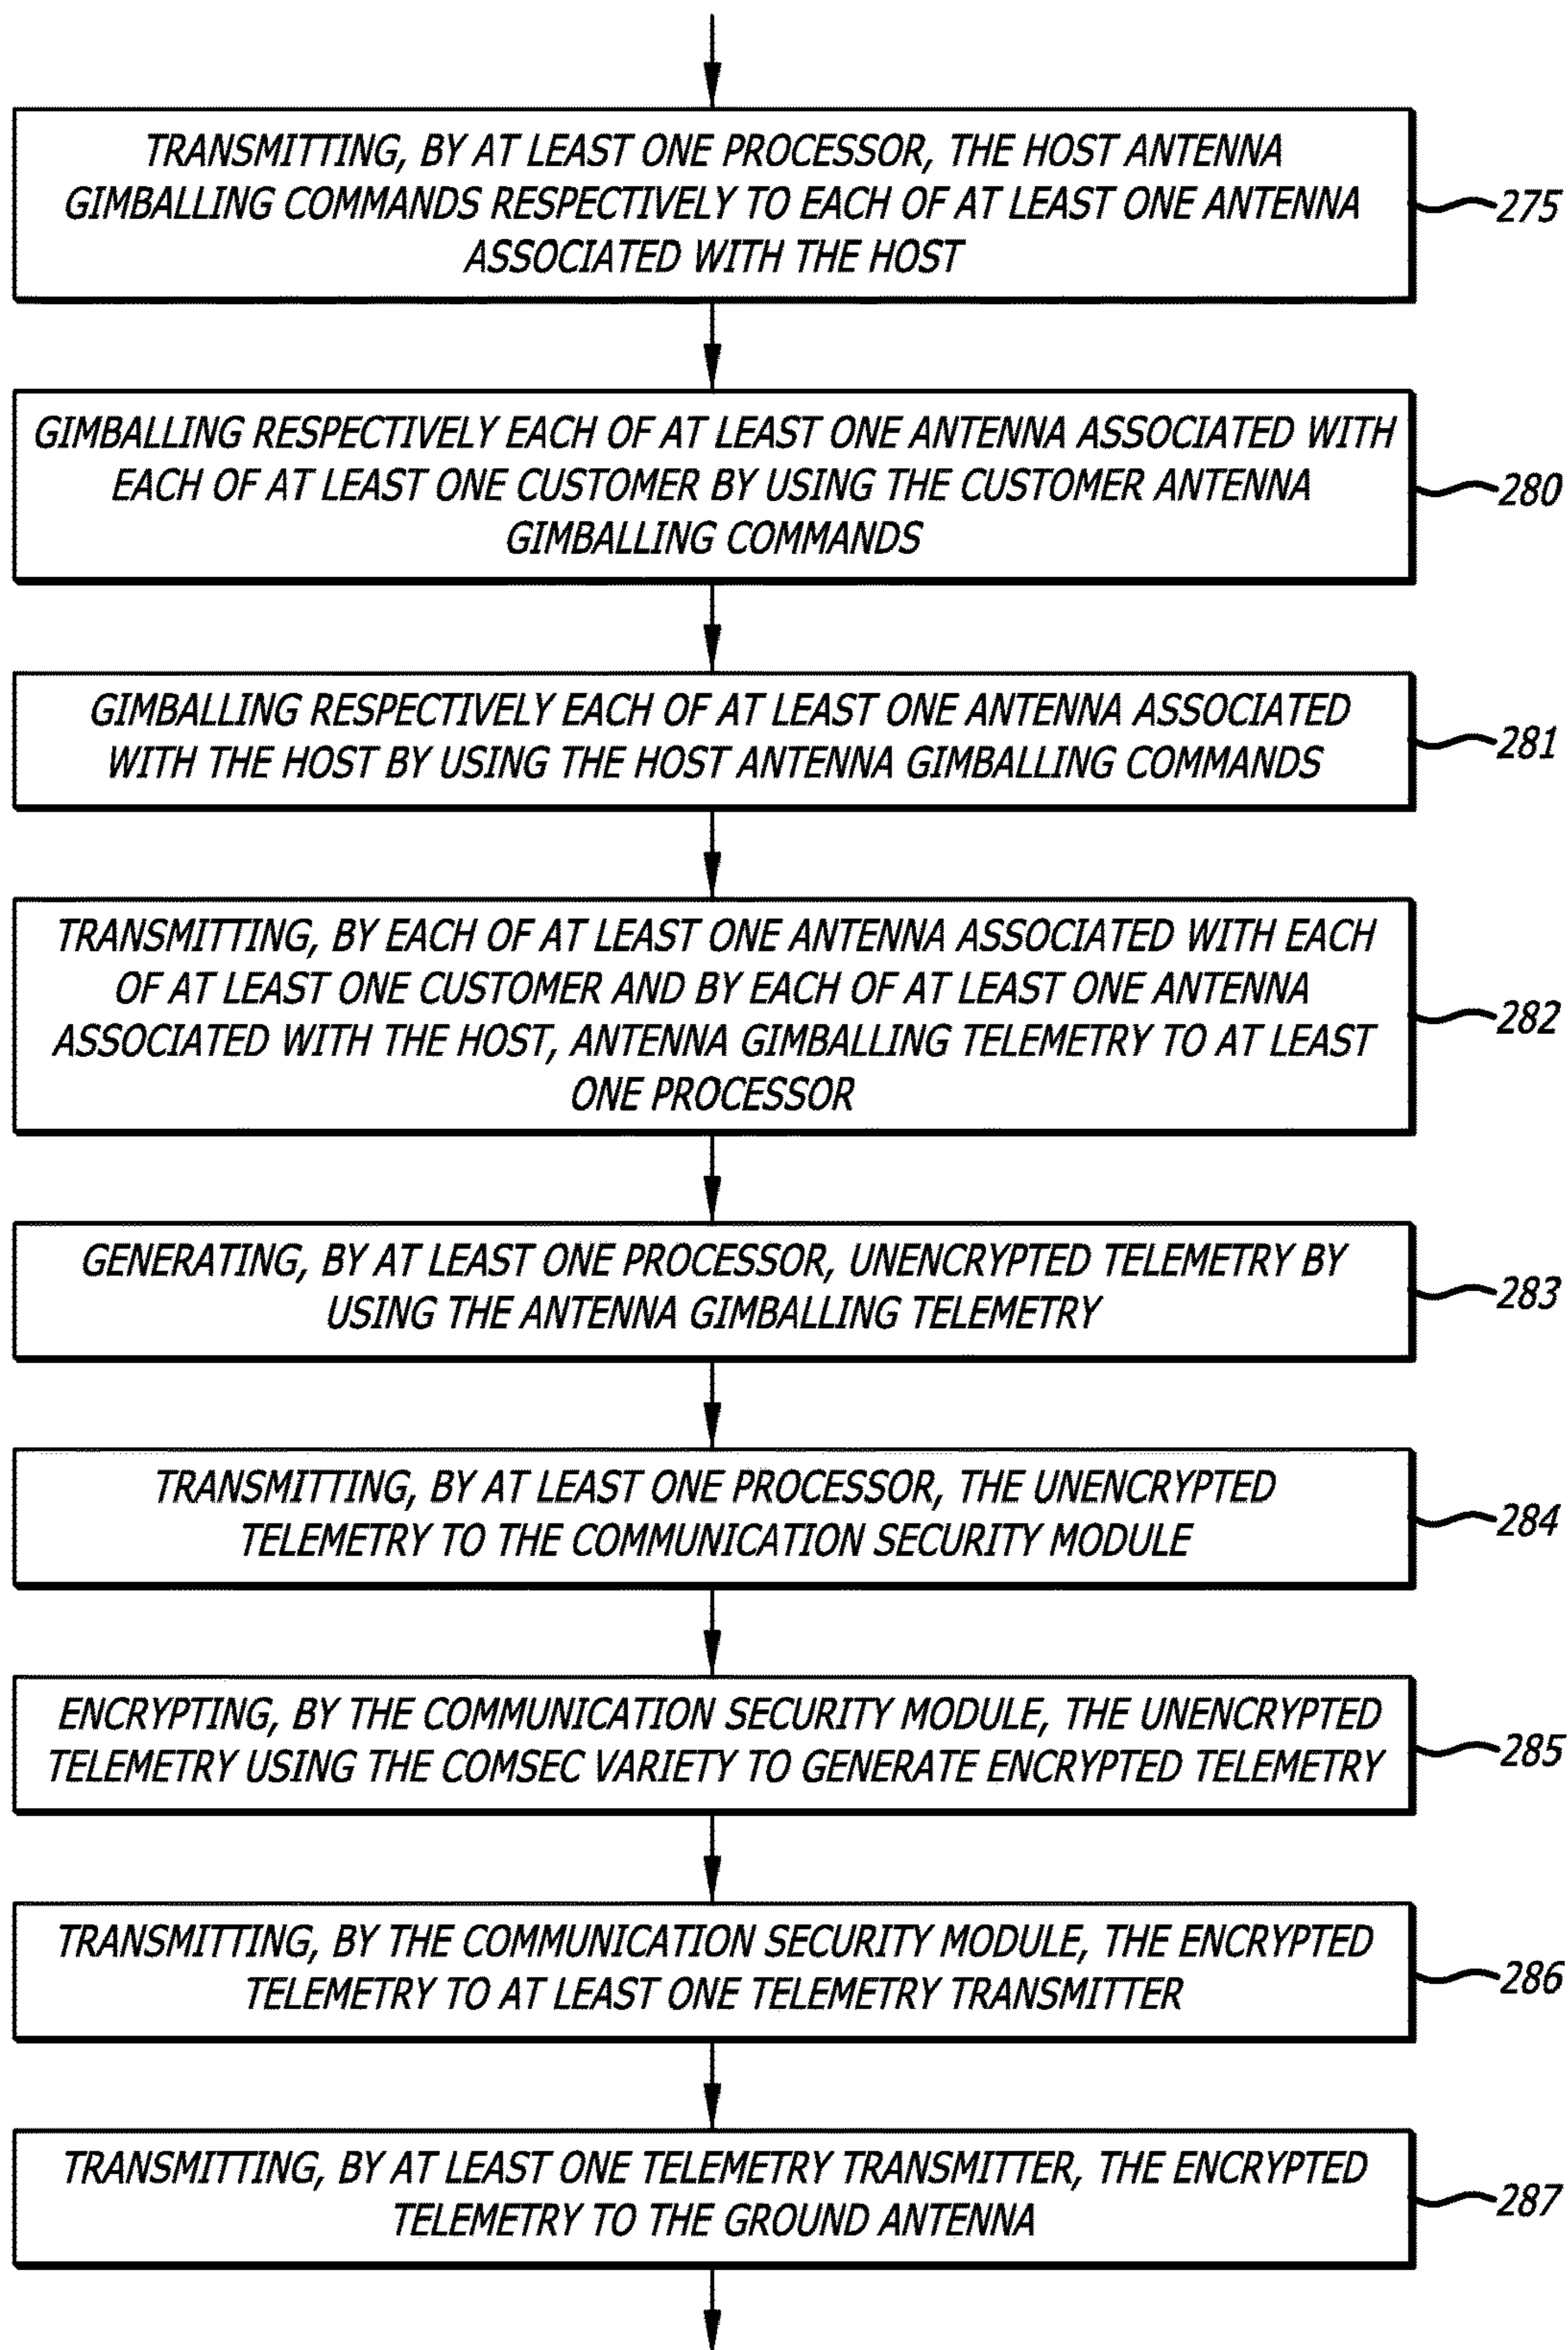 TRANSMITTING, BY AT LEAST ONE PROCESSOR, THE HOST ANTENNA
GIMBALLING COMMANDS RESPECTIVELY TO EACH OF AT LEAST ONE ANTENNA
ASSOCIATED WITH THE HOST
275
GIMBALLING RESPECTIVELY EACH OF AT LEAST ONE ANTENNA ASSOCIATED WITH
EACH OF AT LEAST ONE CUSTOMER BY USING THE CUSTOMER ANTENNA
GIMBALLING COMMANDS
280
GIMBALLING RESPECTIVELY EACH OF AT LEAST ONE ANTENNA ASSOCIATED
WITH THE HOST BY USING THE HOST ANTENNA GIMBALLING COMMANDS
281
TRANSMITTING, BY EACH OF AT LEAST ONE ANTENNA ASSOCIATED WITH EACH
OF AT LEAST ONE CUSTOMER AND BY EACH OF AT LEAST ONE ANTENNA
ASSOCIATED WITH THE HOST, ANTENNA GIMBALLING TELEMETRY TO AT LEAST
ONE PROCESSOR
282
GENERATING, BY AT LEAST ONE PROCESSOR, UNENCRYPTED TELEMETRY BY
USING THE ANTENNA GIMBALLING TELEMETRY
283
TRANSMITTING, BY AT LEAST ONE PROCESSOR, THE UNENCRYPTED
TELEMETRY TO THE COMMUNICATION SECURITY MODULE
284
ENCRYPTING, BY THE COMMUNICATION SECURITY MODULE, THE UNENCRYPTED
TELEMETRY USING THE COMSEC VARIETY TO GENERATE ENCRYPTED TELEMETRY
285
TRANSMITTING, BY THE COMMUNICATION SECURITY MODULE, THE ENCRYPTED
TELEMETRY TO AT LEAST ONE TELEMETRY TRANSMITTER
286
TRANSMITTING, BY AT LEAST ONE TELEMETRY TRANSMITTER, THE ENCRYPTED
TELEMETRY TO THE GROUND ANTENNA
287